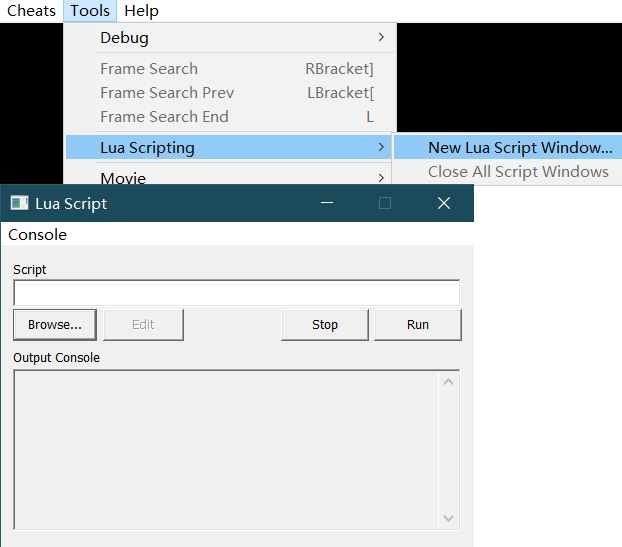 Cheats Tools Help
Debug
Frame Search RBracket]
Frame Search Prev LBracket[
Frame Search End L
Lua Scripting New Lua Script Window...
Close All Script Windows
Movie
Lua Script
Console
Script
Browse... Edit Stop Run
Output Console